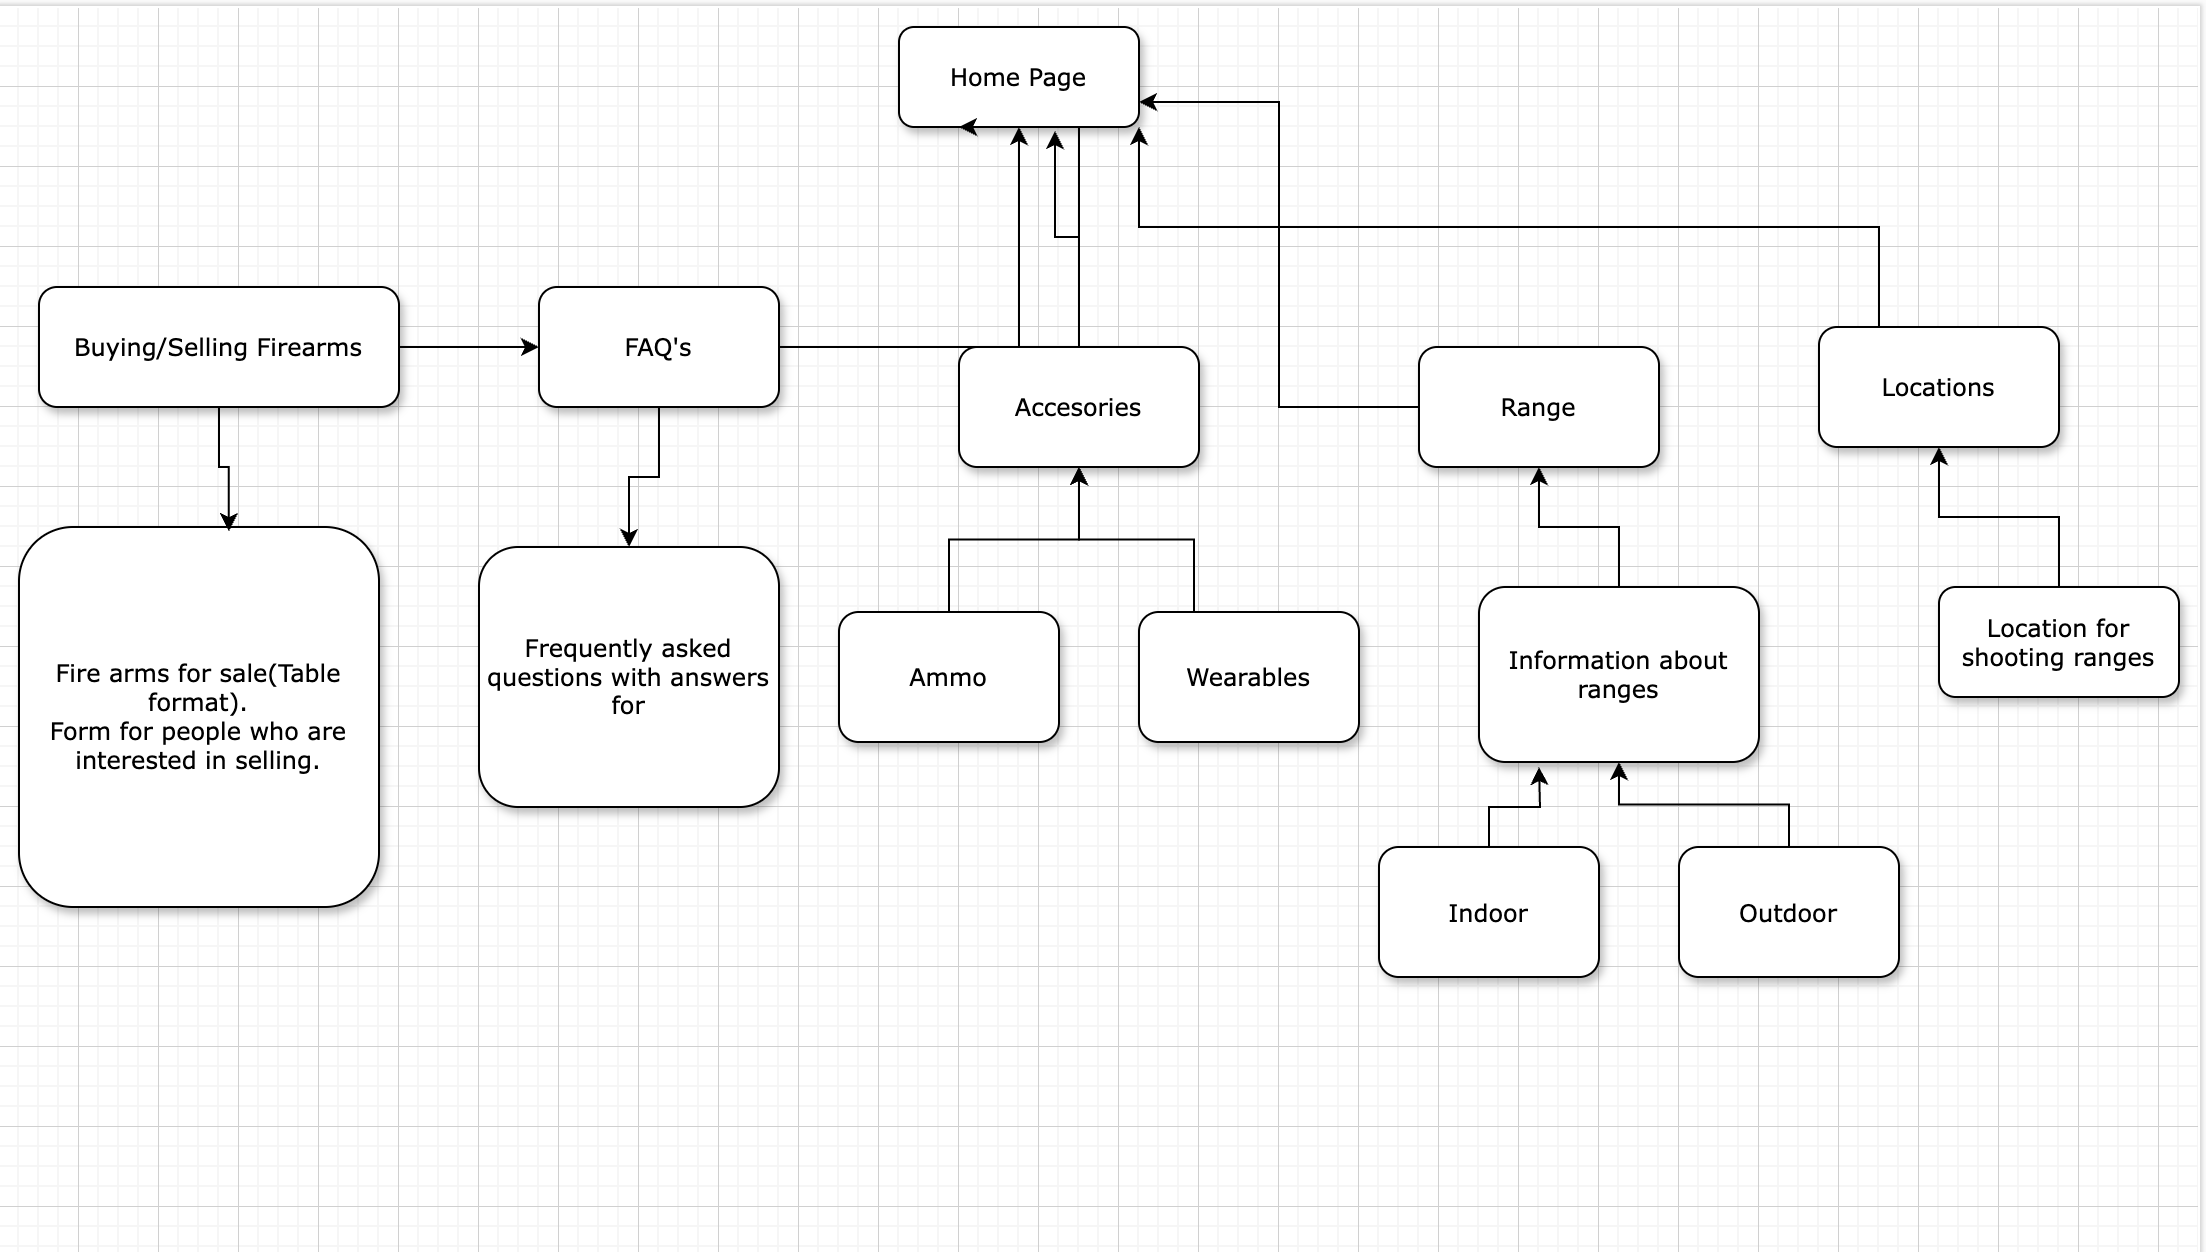 Home Page
Buying/Selling Firearms
FAQ's
Accesories
Range
Locations
Fire arms for sale(Table
format).
Form for people who are
interested in selling.
Frequently asked
questions with answers
for
Ammo
Wearables
Information about
ranges
Location for
shooting ranges
Indoor
Outdoor